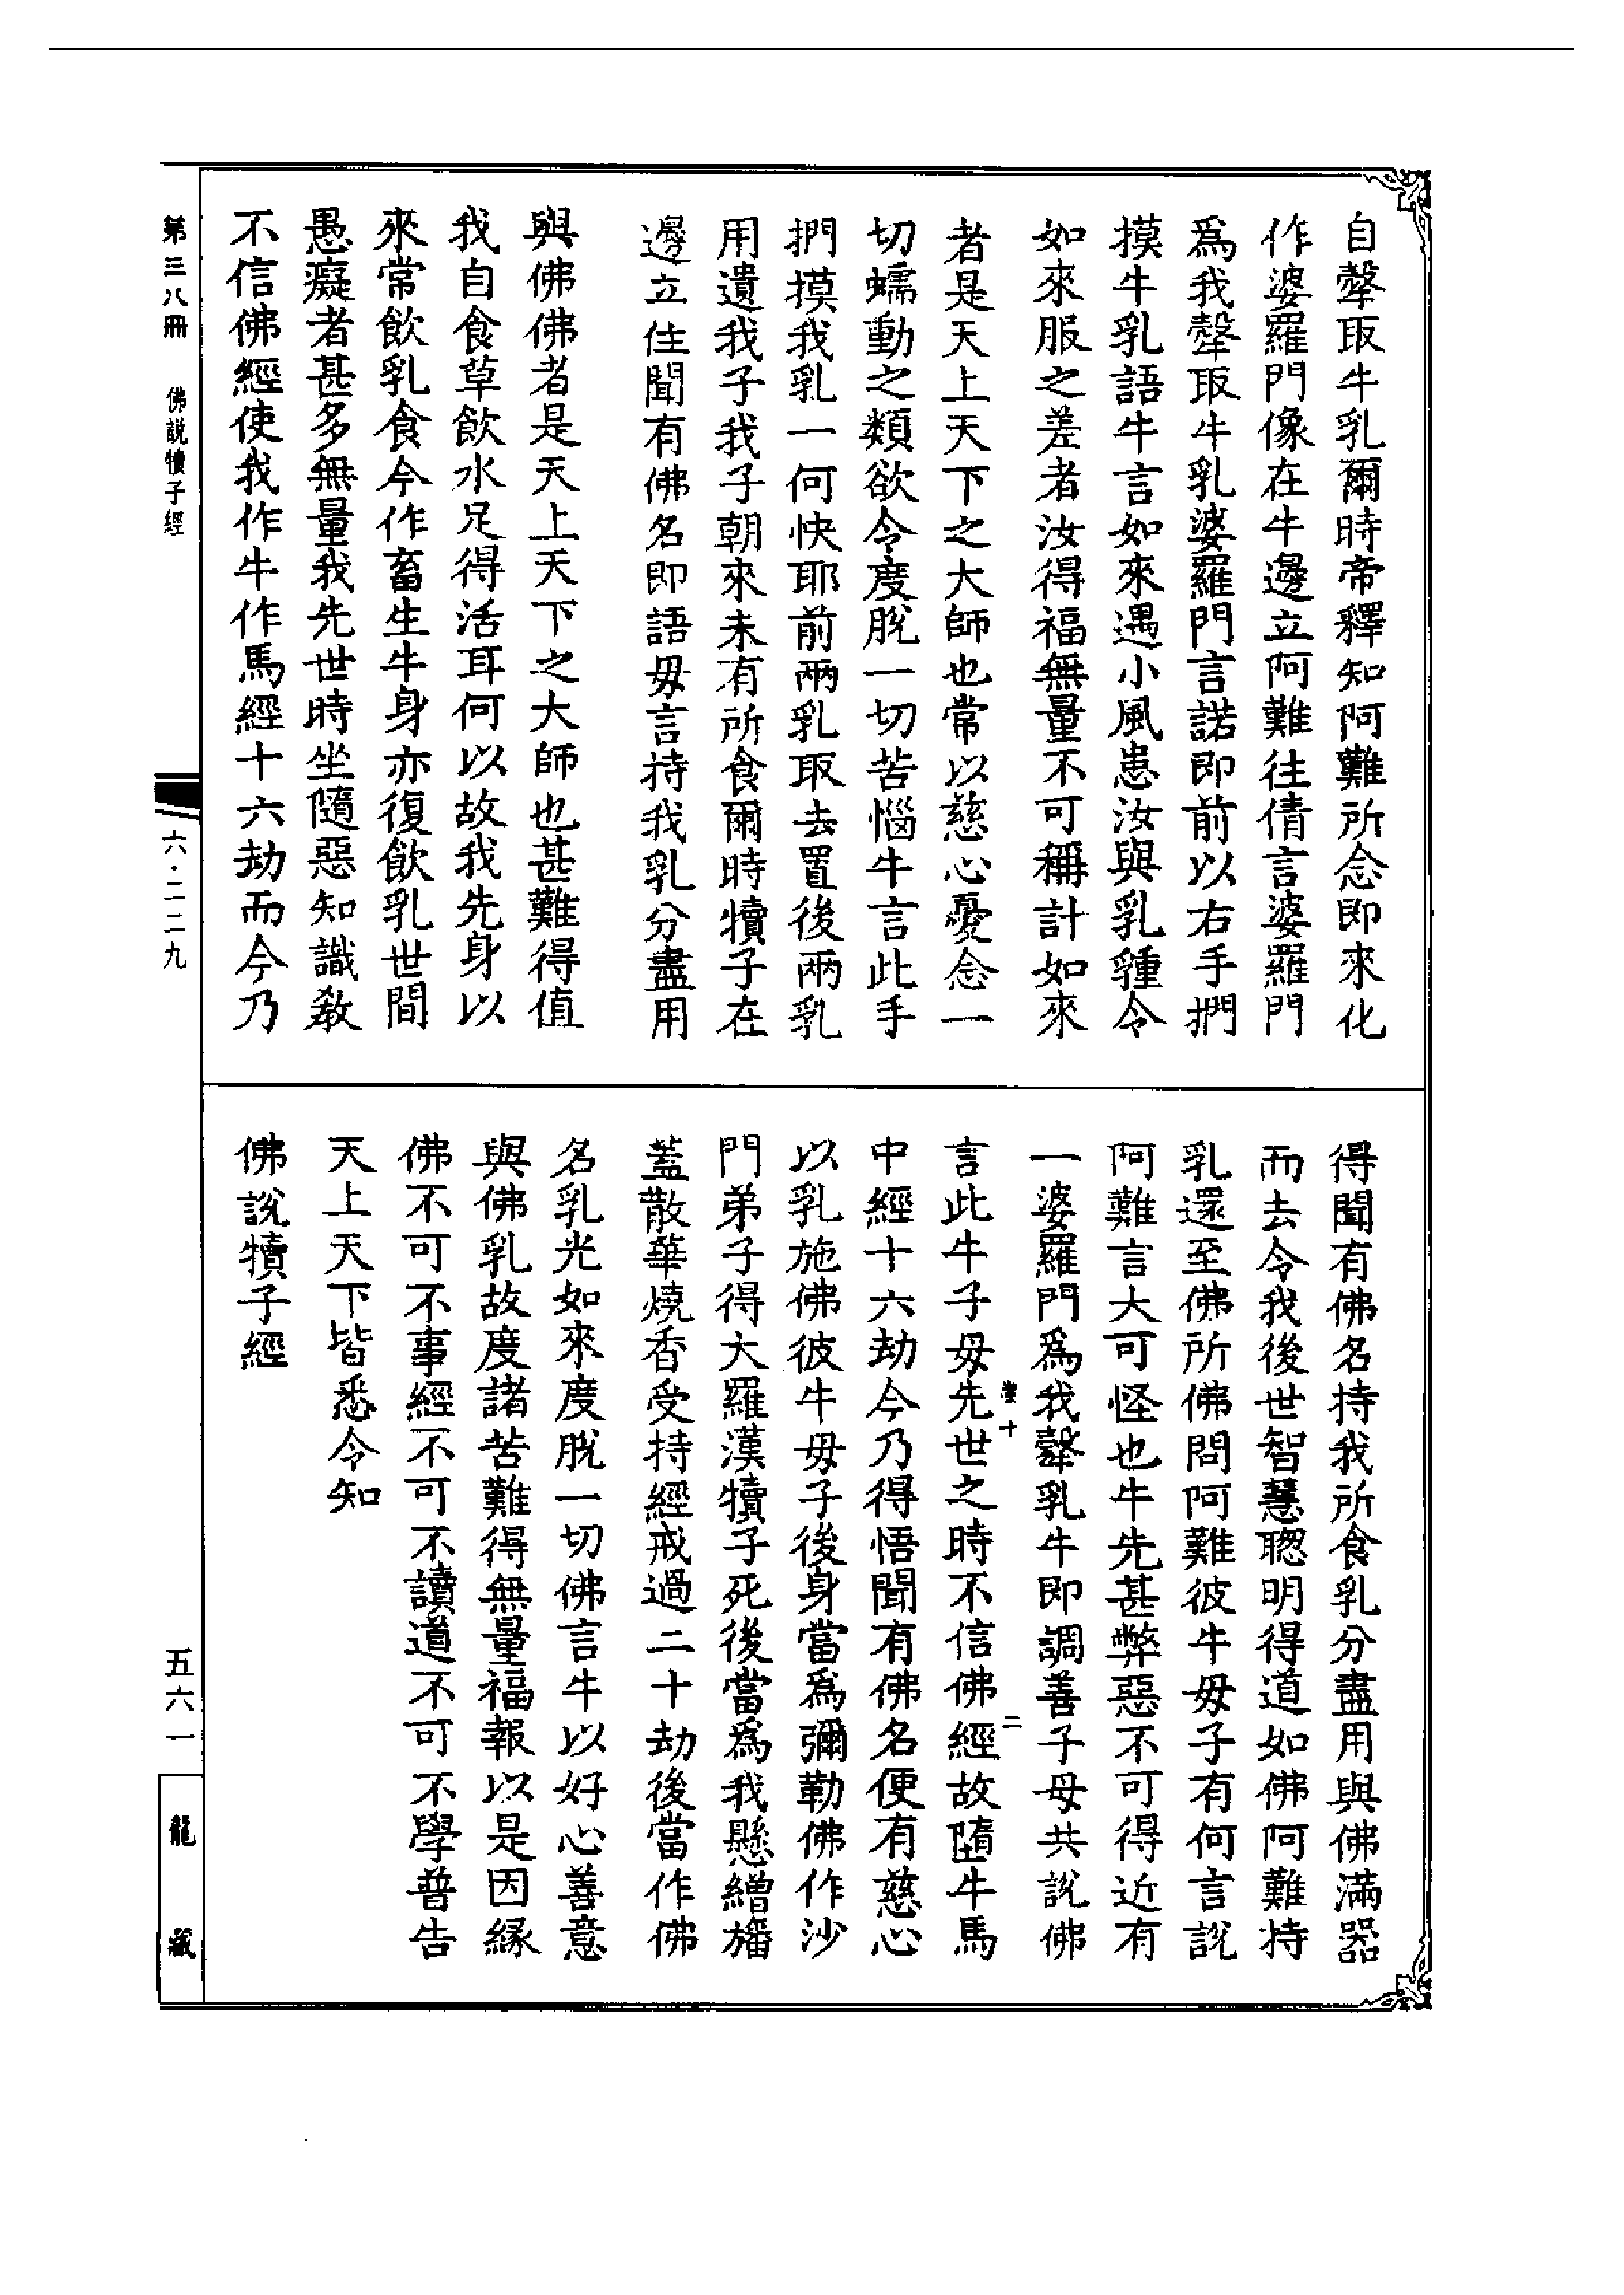 自𤛗取牛乳爾時帝釋知阿難所念即來化
作婆羅門像在牛邊立阿難往倩言婆羅門
爲我𤛗取牛乳婆羅門言諾即前以右手捫
摸牛乳語牛言如來遇小風患汝與乳湩令
如來服之差者汝得福無量不可稱計如來
者是天上天下之大師也常以慈心憂念一
切蠕動之類欲令度脫一切苦惱牛言此手
捫摸我乳一何快耶前兩乳取去置後兩乳
用遺我子我子朝來未有所食爾時犢子在
邊立住聞有佛名即語母言持我乳分盡用
與佛佛者是天上天下之大師也甚難得值
我自食草飲水足得活耳何以故我先身以
來常飲乳食今作畜生牛身亦復飲乳世間
愚癡者甚多無量我先世時坐隨惡知識教
不信佛經使我作牛作馬經十六劫而今乃
得聞有佛名持我所食乳分盡用與佛滿器
而去令我後世智慧聰明得道如佛阿難持
乳還至佛所佛問阿難彼牛母子有何言說
阿難言大可怪也牛先甚弊惡不可得近有
一婆羅門爲我𤛗乳牛即調善子母共說佛
言此牛子母先世之時不信佛經故墮牛馬
中經十六劫今乃得悟聞有佛名便有慈心
以乳施佛彼牛母子後身當爲彌勒佛作沙
門弟子得大羅漢犢子死後當爲我懸繒旛
蓋散華燒香受持經戒過二十劫後當作佛
名乳光如來度脫一切佛言牛以好心善意
與佛乳故度諸苦難得無量福報以是因緣
佛不可不事經不可不讀道不可不學普告
天上天下皆悉令知
佛說犢子經
十
二
第三八冊 佛說犢子經
六·二二九
五六一
龍藏